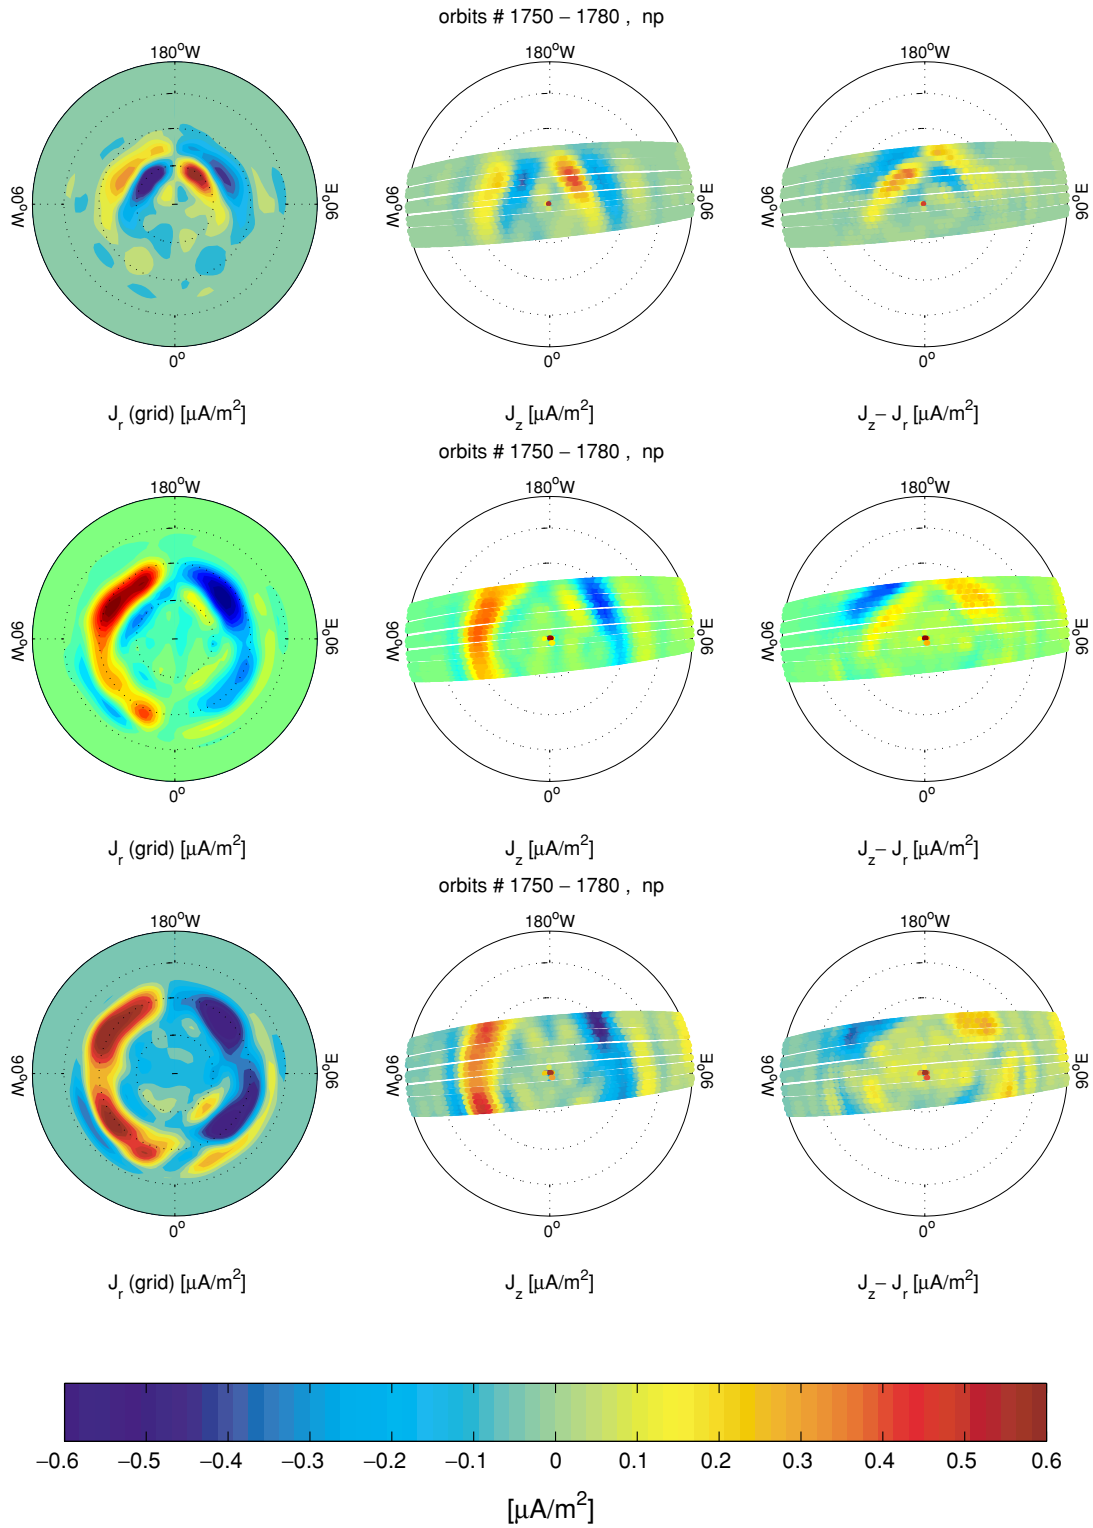 orbits # 1750 – 1780 , np
180°W 180°W 180°W
90°W 90°E 90°W 90°E 90°W 90°E
0° 0° 0°
J_r (grid) [μA/m²] J_z [μA/m²] J_z– J_r [μA/m²]
orbits # 1750 – 1780 , np
180°W 180°W 180°W
90°W 90°E 90°W 90°E 90°W 90°E
0° 0° 0°
J_r (grid) [μA/m²] J_z [μA/m²] J_z– J_r [μA/m²]
orbits # 1750 – 1780 , np
180°W 180°W 180°W
90°W 90°E 90°W 90°E 90°W 90°E
0° 0° 0°
J_r (grid) [μA/m²] J_z [μA/m²] J_z– J_r [μA/m²]
−0.6 −0.5 −0.4 −0.3 −0.2 −0.1 0 0.1 0.2 0.3 0.4 0.5 0.6
[μA/m²]